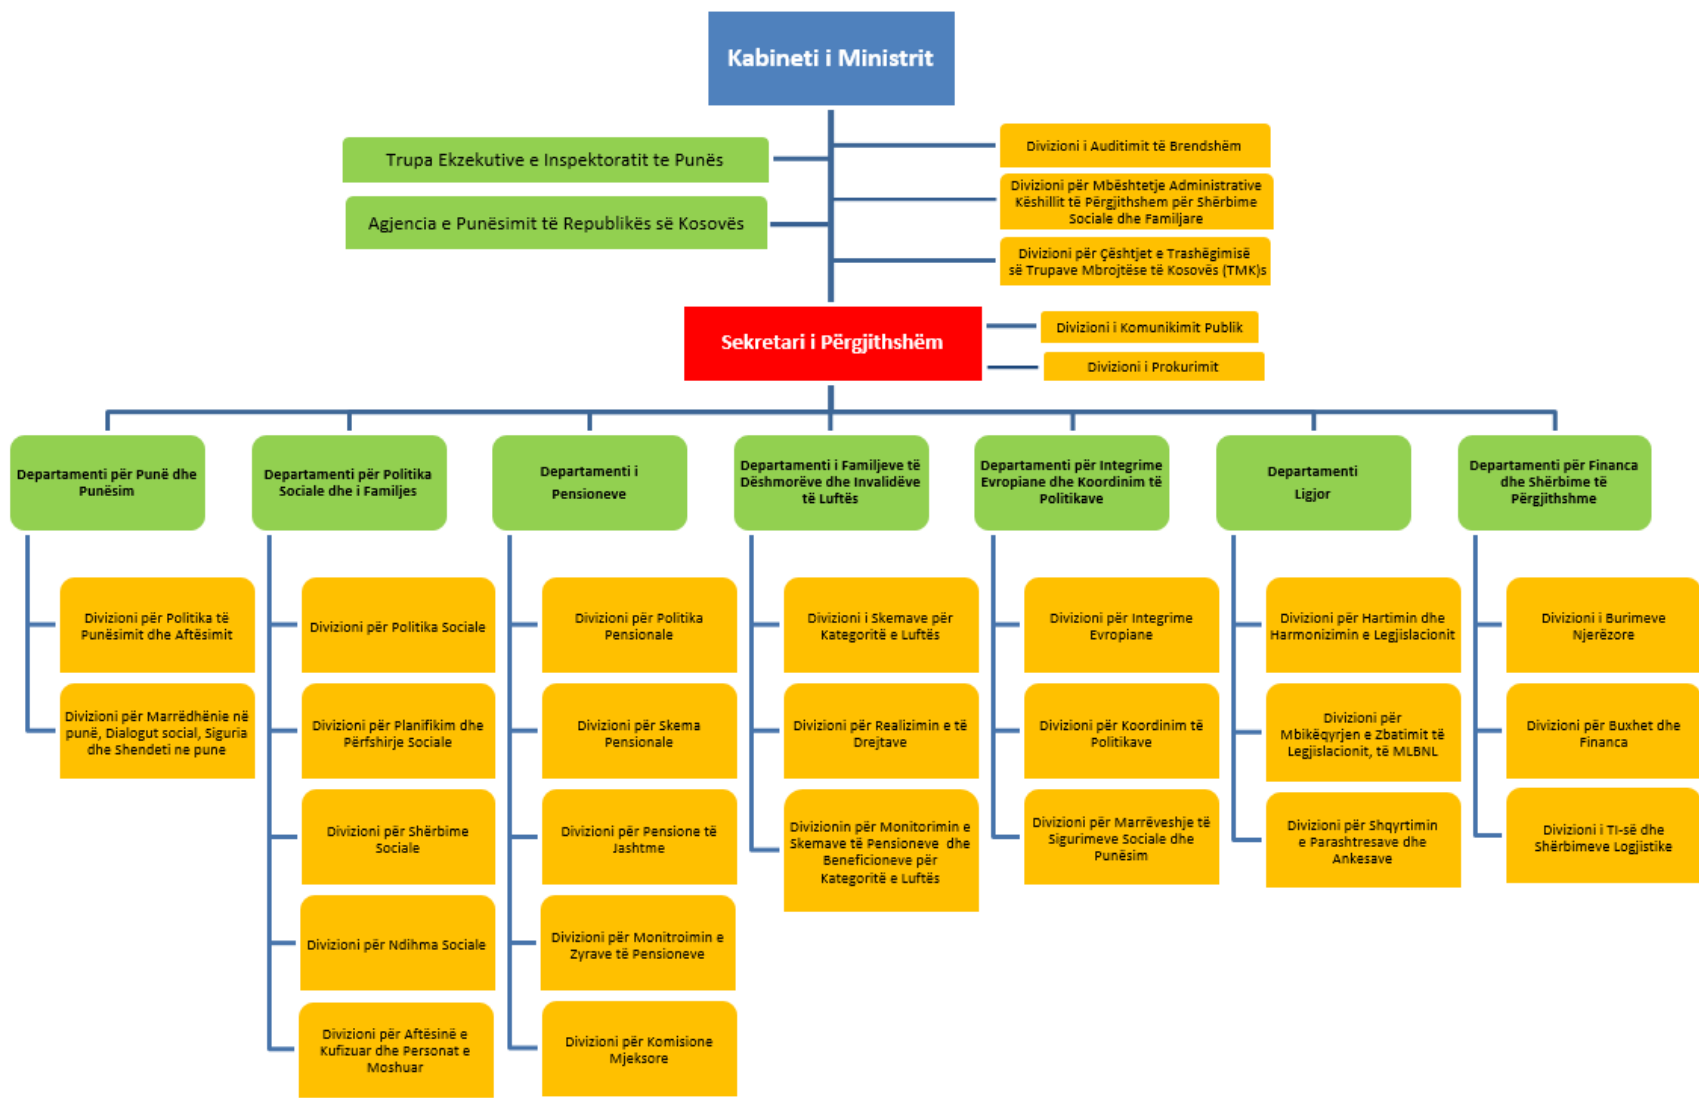 Kabineti i Ministrit
Trupa Ekzekutive e Inspektoratit te Punës
Agjencia e Punësimit të Republikës së Kosovës
Divizioni i Auditimit të Brendshëm
Divizioni për Mbështetje Administrative
Këshillit të Përgjithshem për Shërbime
Sociale dhe Familjare
Divizioni për Çështjet e Trashëgimisë
së Trupave Mbrojtëse të Kosovës (TMK)s
Sekretari i Përgjithshëm
Divizioni i Komunikimit Publik
Divizioni i Prokurimit
Departamenti për Punë dhe
Punësim
Departamenti për Politika
Sociale dhe i Familjes
Departamenti i
Pensioneve
Departamenti i Familjeve të
Dëshmorëve dhe Invalidëve
të Luftës
Departamenti për Integrime
Evropiane dhe Koordinim të
Politikave
Departamenti
Ligjor
Departamenti për Financa
dhe Shërbime të
Përgjithshme
Divizioni për Politika të
Punësimit dhe Aftësimit
Divizioni për Marrëdhënie në
punë, Dialogut social, Siguria
dhe Shendeti ne pune
Divizioni për Politika Sociale
Divizioni për Planifikim dhe
Përfshirje Sociale
Divizioni për Shërbime
Sociale
Divizioni për Ndihma Sociale
Divizioni për Aftësinë e
Kufizuar dhe Personat e
Moshuar
Divizioni për Politika
Pensionale
Divizioni për Skema
Pensionale
Divizioni për Pensione të
Jashtme
Divizioni për Monitroimin e
Zyrave të Pensioneve
Divizioni për Komisione
Mjeksore
Divizioni i Skemave për
Kategoritë e Luftës
Divizioni për Realizimin e të
Drejtave
Divizionin për Monitorimin e
Skemave të Pensioneve dhe
Beneficioneve për
Kategoritë e Luftës
Divizioni për Integrime
Evropiane
Divizioni për Koordinim të
Politikave
Divizioni për Marrëveshje të
Sigurimeve Sociale dhe
Punësim
Divizioni për Hartimin dhe
Harmonizimin e Legjislacionit
Divizioni për
Mbikëqyrjen e Zbatimit të
Legjislacionit, të MLBNL
Divizioni për Shqyrtimin
e Parashtresave dhe
Ankesave
Divizioni i Burimeve
Njerëzore
Divizioni për Buxhet dhe
Financa
Divizioni i TI-së dhe
Shërbimeve Logjistike